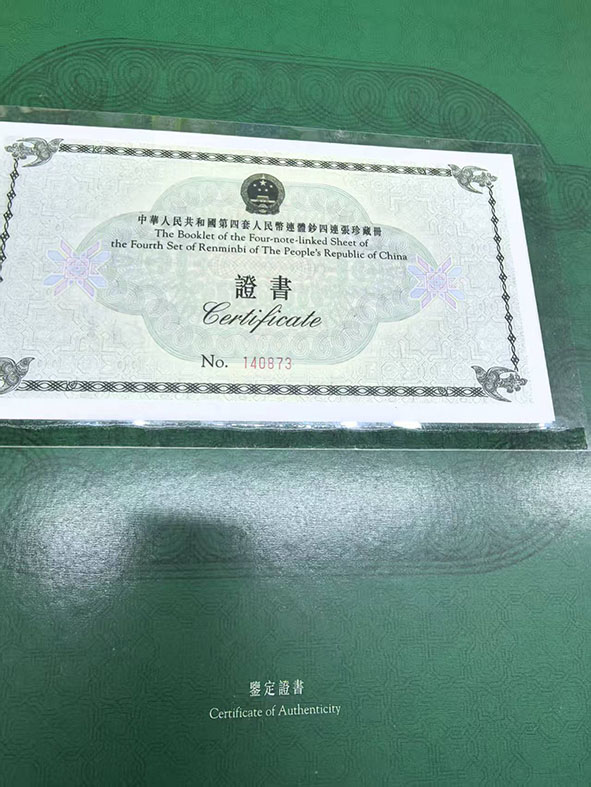 中華人民共和國第四套人民幣連體鈔四連張珍藏冊
The Booklet of the Four-note-linked Sheet of
the Fourth Set of Renminbi of The People's Republic of China
證書
Certificate
No. 140873
鑒定證書
Certificate of Authenticity